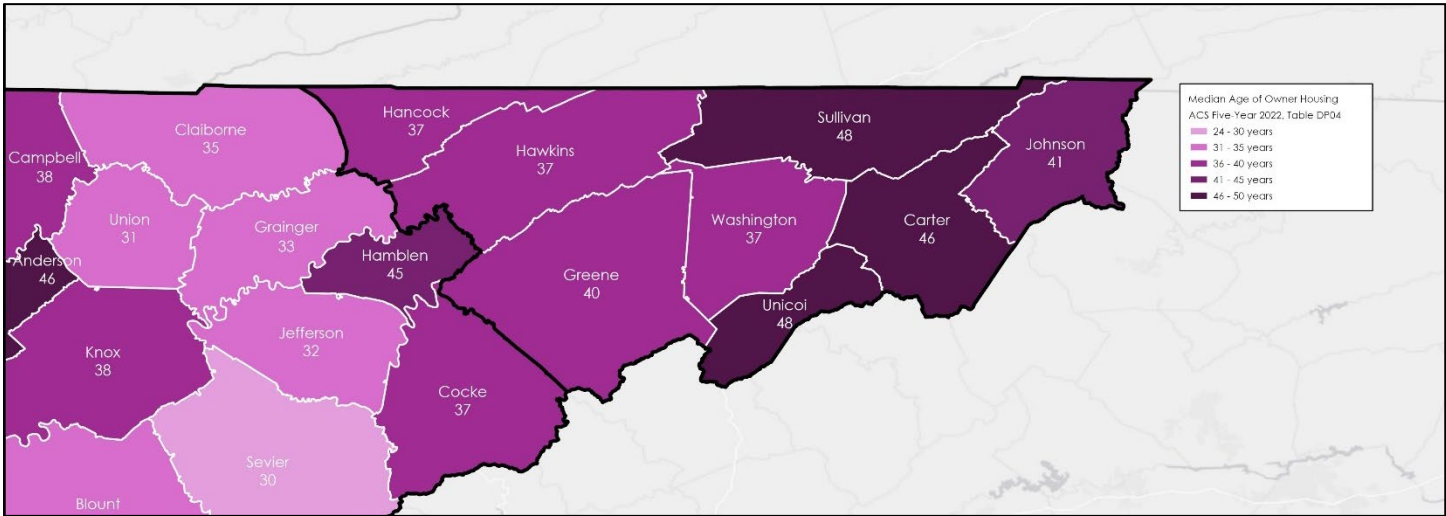 Hancock
37
Claiborne
35
Sullivan
48
Johnson
41
Hawkins
37
Campbell
38
Union
31
Grainger
33
Washington
37
Carter
46
Anderson
46
Hamblen
45
Greene
40
Unicoi
48
Jefferson
32
Knox
38
Cocke
37
Sevier
30
Blount
Median Age of Owner Housing
ACS Five-Year 2022, Table DP04
24 - 30 years
31 - 35 years
36 - 40 years
41 - 45 years
46 - 50 years